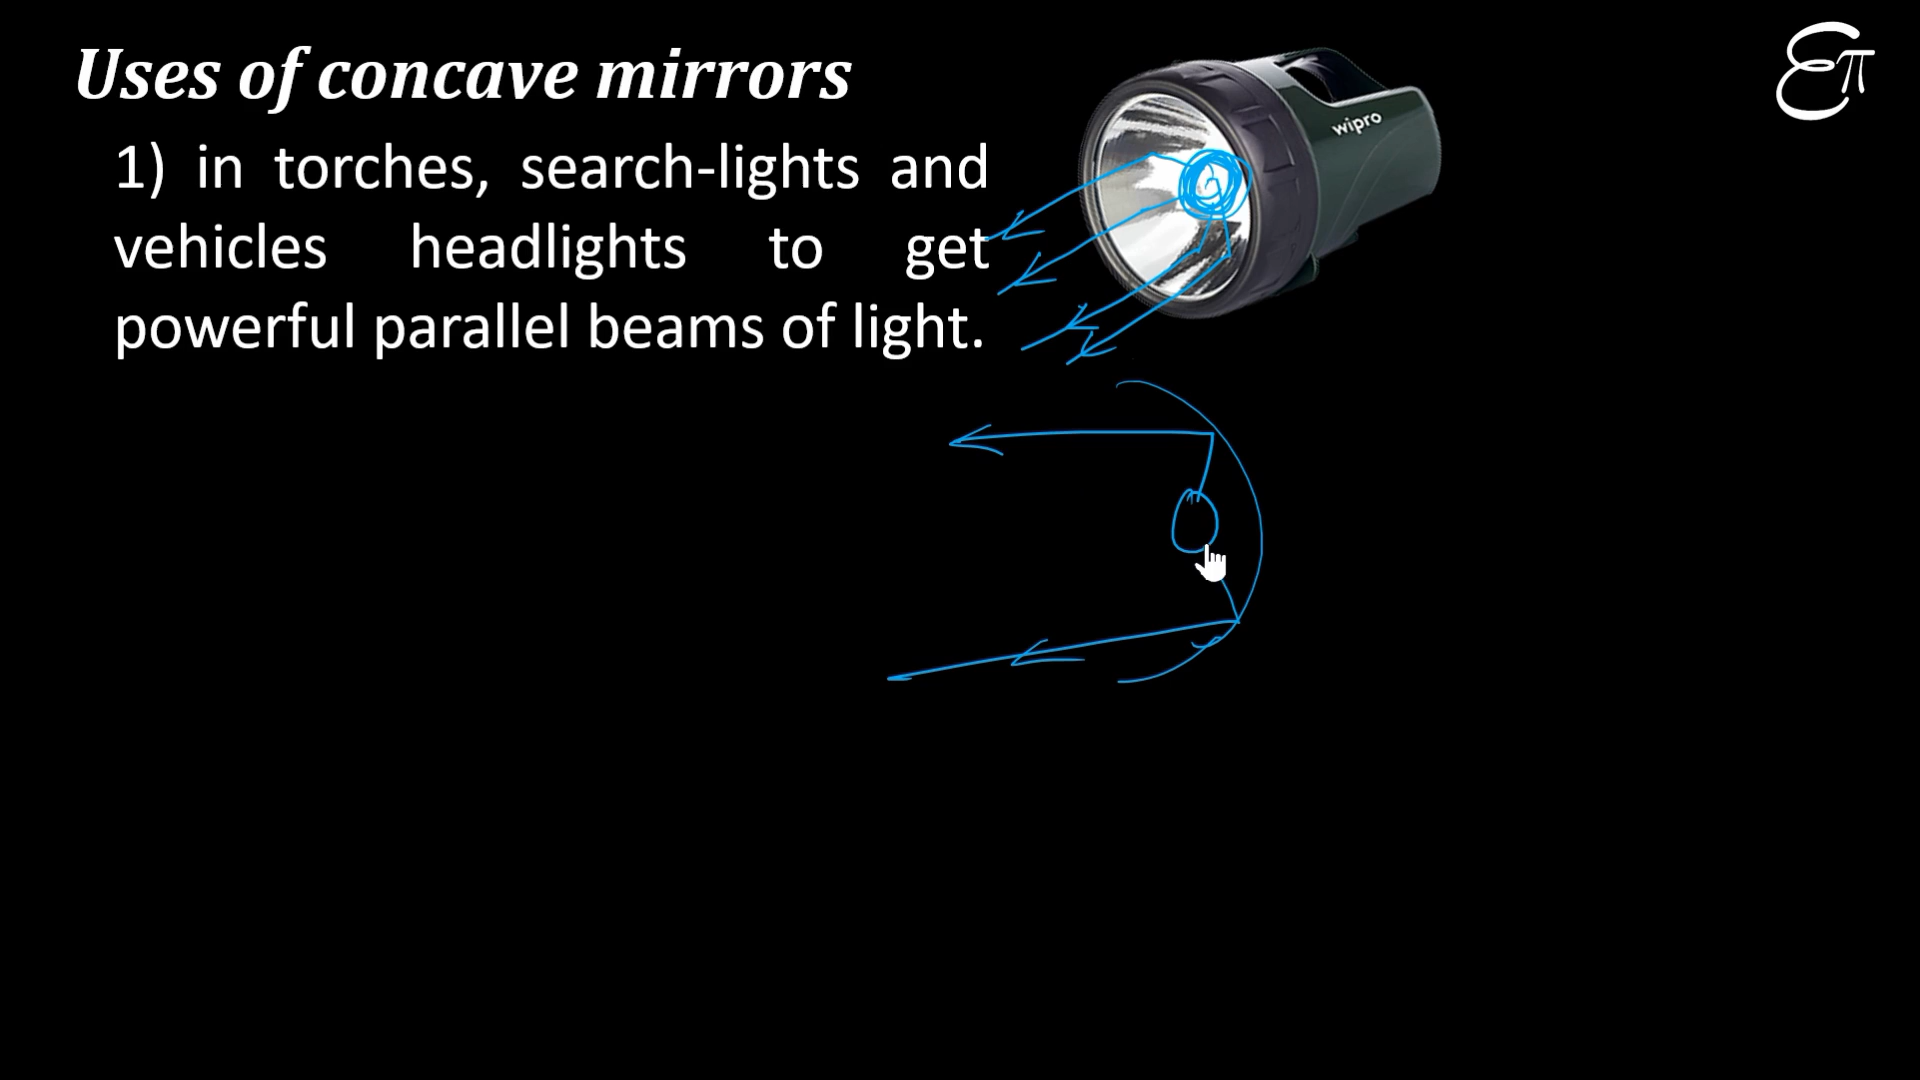 Uses of concave mirrors
1) in torches, search-lights and
vehicles headlights to get
powerful parallel beams of light.
wipro
επ